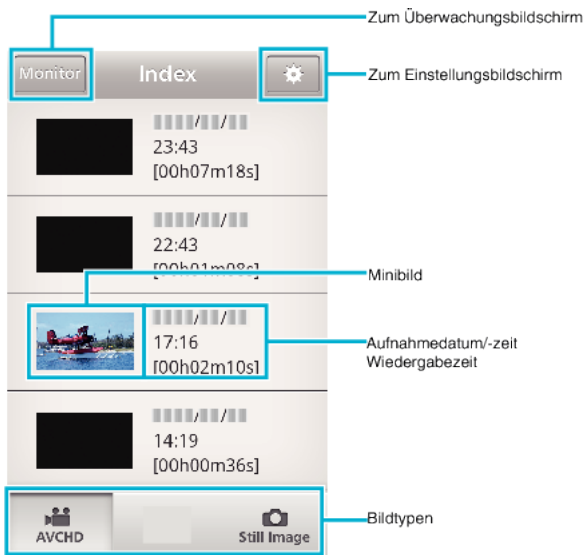 Zum Überwachungsbildschirm
Monitor
Index
Zum Einstellungsbildschirm
23:43
[00h07m18s]
22:43
[00h01m08s]
Minibild
17:16
[00h02m10s]
Aufnahmedatum/-zeit
Wiedergabezeit
14:19
[00h00m36s]
AVCHD
Still Image
Bildtypen